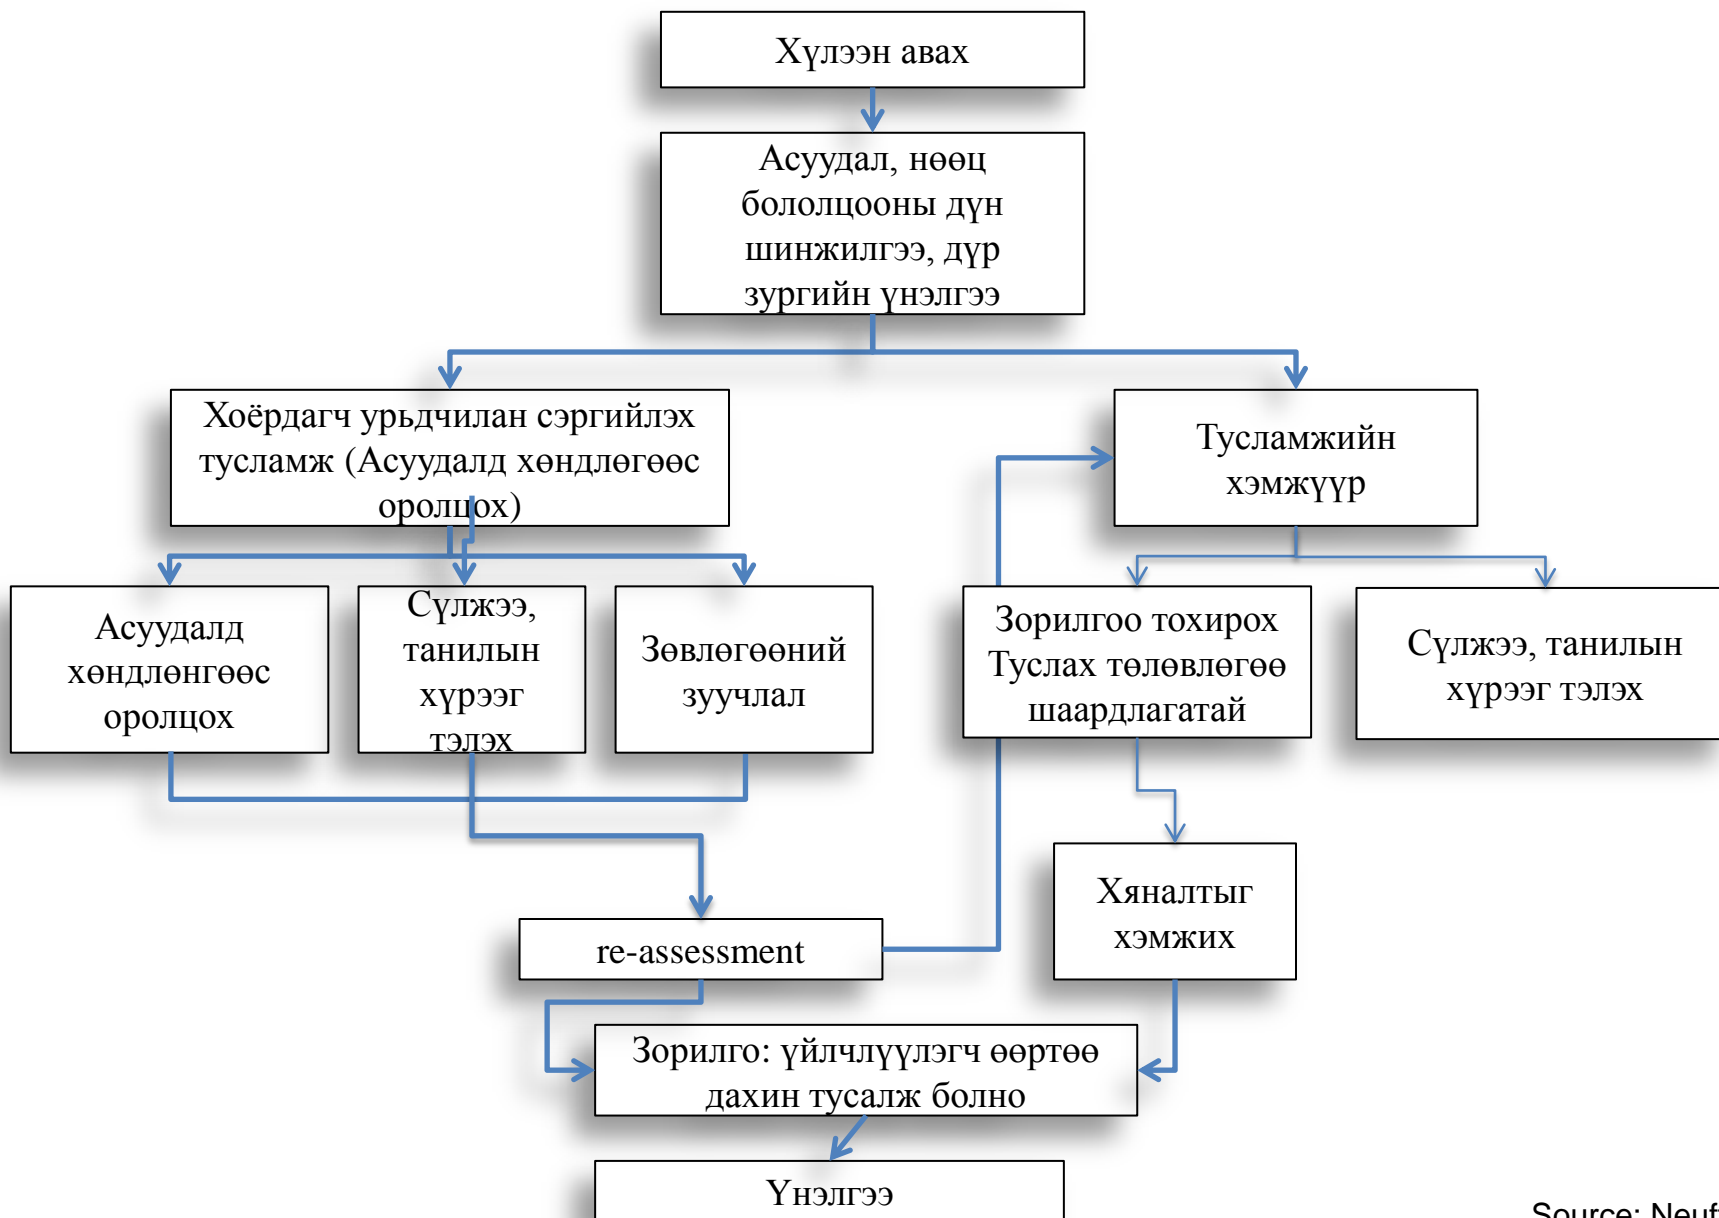 Хүлээн авах
Асуудал, нөөц
бололцооны дүн
шинжилгээ, дүр
зургийн үнэлгээ
Хоёрдагч урьдчилан сэргийлэх
тусламж (Асуудалд хөндлөгөөс
оролцох)
Тусламжийн
хэмжүүр
Асуудалд
хөндлөнгөөс
оролцох
Сүлжээ,
танилын
хүрээг
тэлэх
Зөвлөгөөний
зуучлал
Зорилгоо тохирох
Туслах төлөвлөгөө
шаардлагатай
Сүлжээ, танилын
хүрээг тэлэх
Хяналтыг
хэмжих
re-assessment
Зорилго: үйлчлүүлэгч өөртөө
дахин тусалж болно
Үнэлгээ
Source: